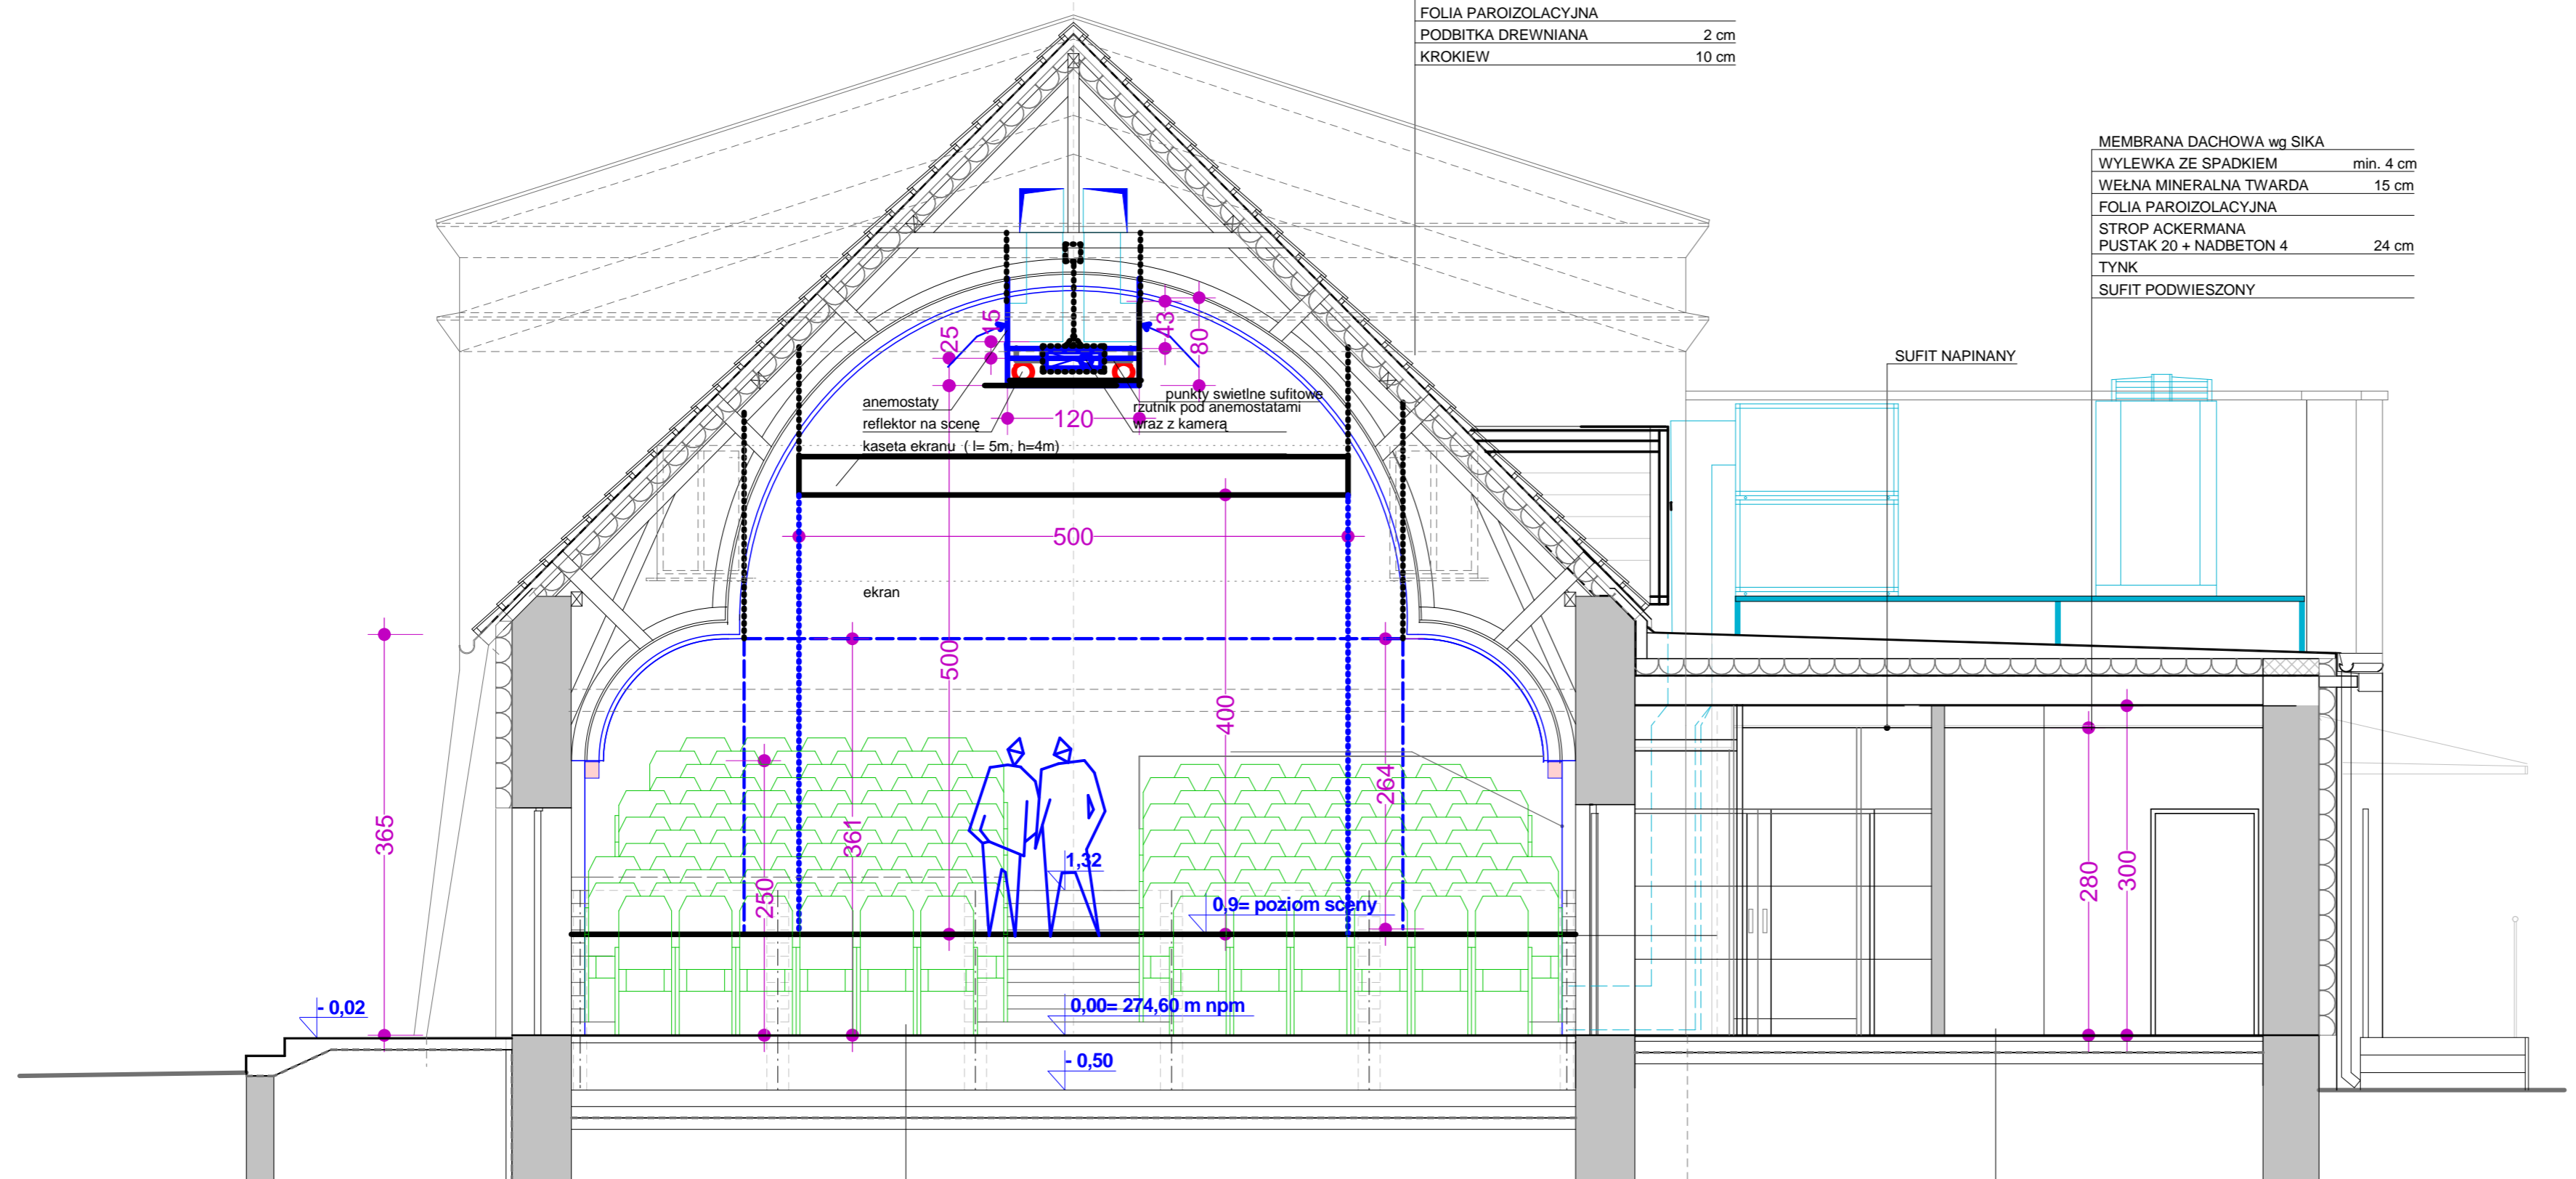 FOLIA PAROIZOLACYJNA
PODBITKA DREWNIANA 2 cm
KROKIEW 10 cm
MEMBRANA DACHOWA wg SIKA
WYLEWKA ZE SPADKIEM min. 4 cm
WEŁNA MINERALNA TWARDA 15 cm
FOLIA PAROIZOLACYJNA
STROP ACKERMANA
PUSTAK 20 + NADBETON 4 24 cm
TYNK
SUFIT PODWIESZONY
SUFIT NAPINANY
25
15
43
80
anemostaty
reflektor na scenę
kaseta ekranu ( l= 5m, h=4m)
120
punkty swietlne sufitowe
rzutnik pod anemostatami
wraz z kamerą
500
ekran
500
400
365
361
264
250
280
300
1,32
0,9= poziom sceny
- 0,02
0,00= 274,60 m npm
- 0,50